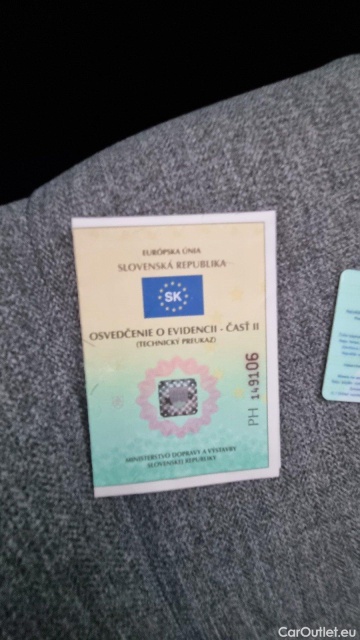 EURÓPSKA ÚNIA
SLOVENSKÁ REPUBLIKA
SK
OSVEDČENIE O EVIDENCII - ČASŤ II
(TECHNICKÝ PREUKAZ)
PH 149106
MINISTERSTVO DOPRAVY A VÝSTAVBY
SLOVENSKEJ REPUBLIKY
CarOutlet.eu